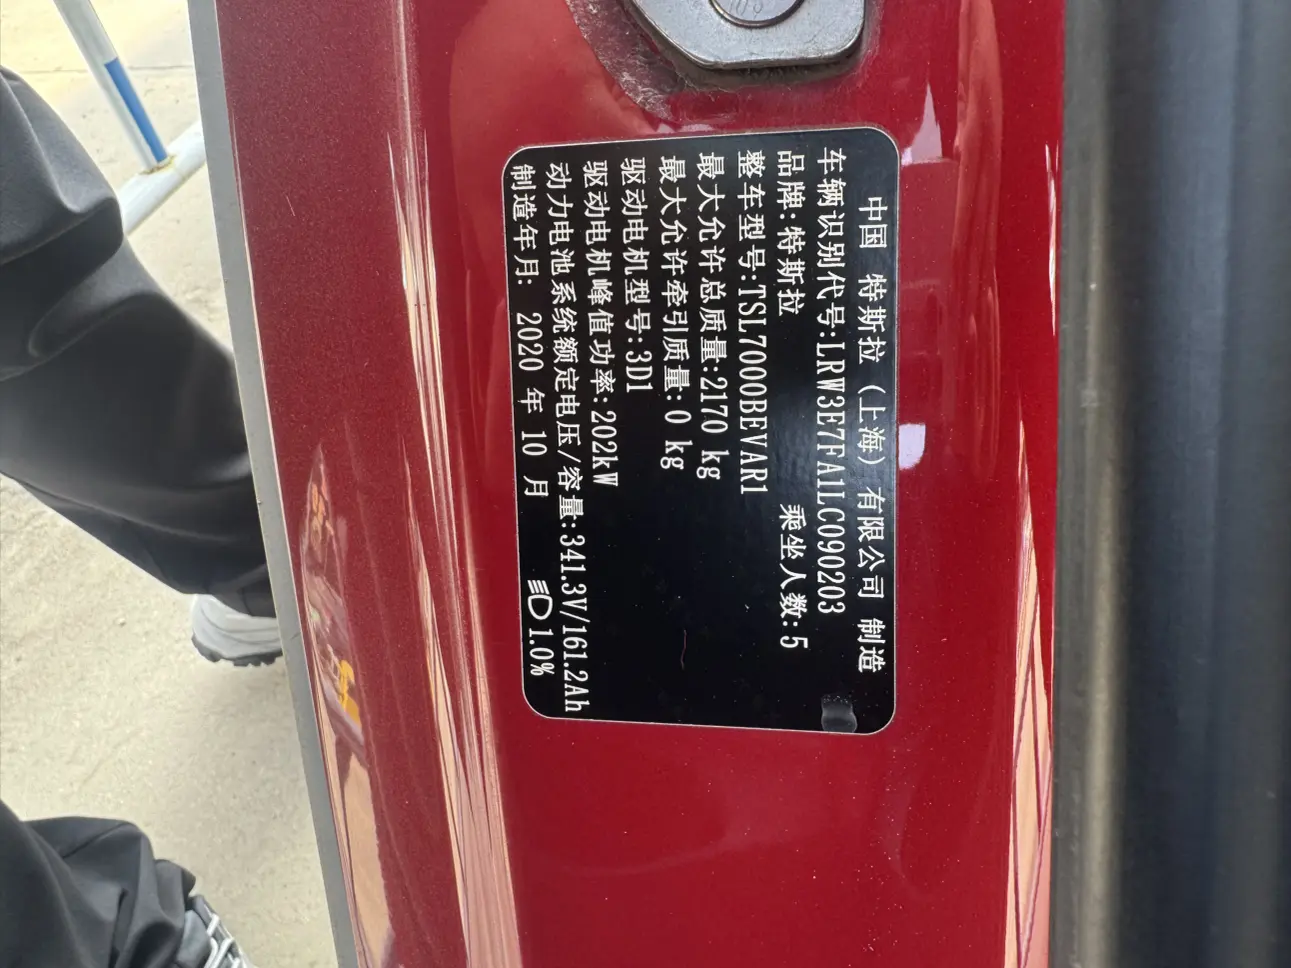 中国 特斯拉（上海）有限公司 制造
车辆识别代号:LRW3E7FA1LC090203
品牌:特斯拉 乘坐人数:5
整车型号:TSL7000BEVAR1
最大允许总质量:2170 kg
最大允许牵引质量:0 kg
驱动电机型号:3D1
驱动电机峰值功率:202kW
动力电池系统额定电压/容量:341.3V/161.2Ah
制造年月: 2020 年 10 月 1.0%